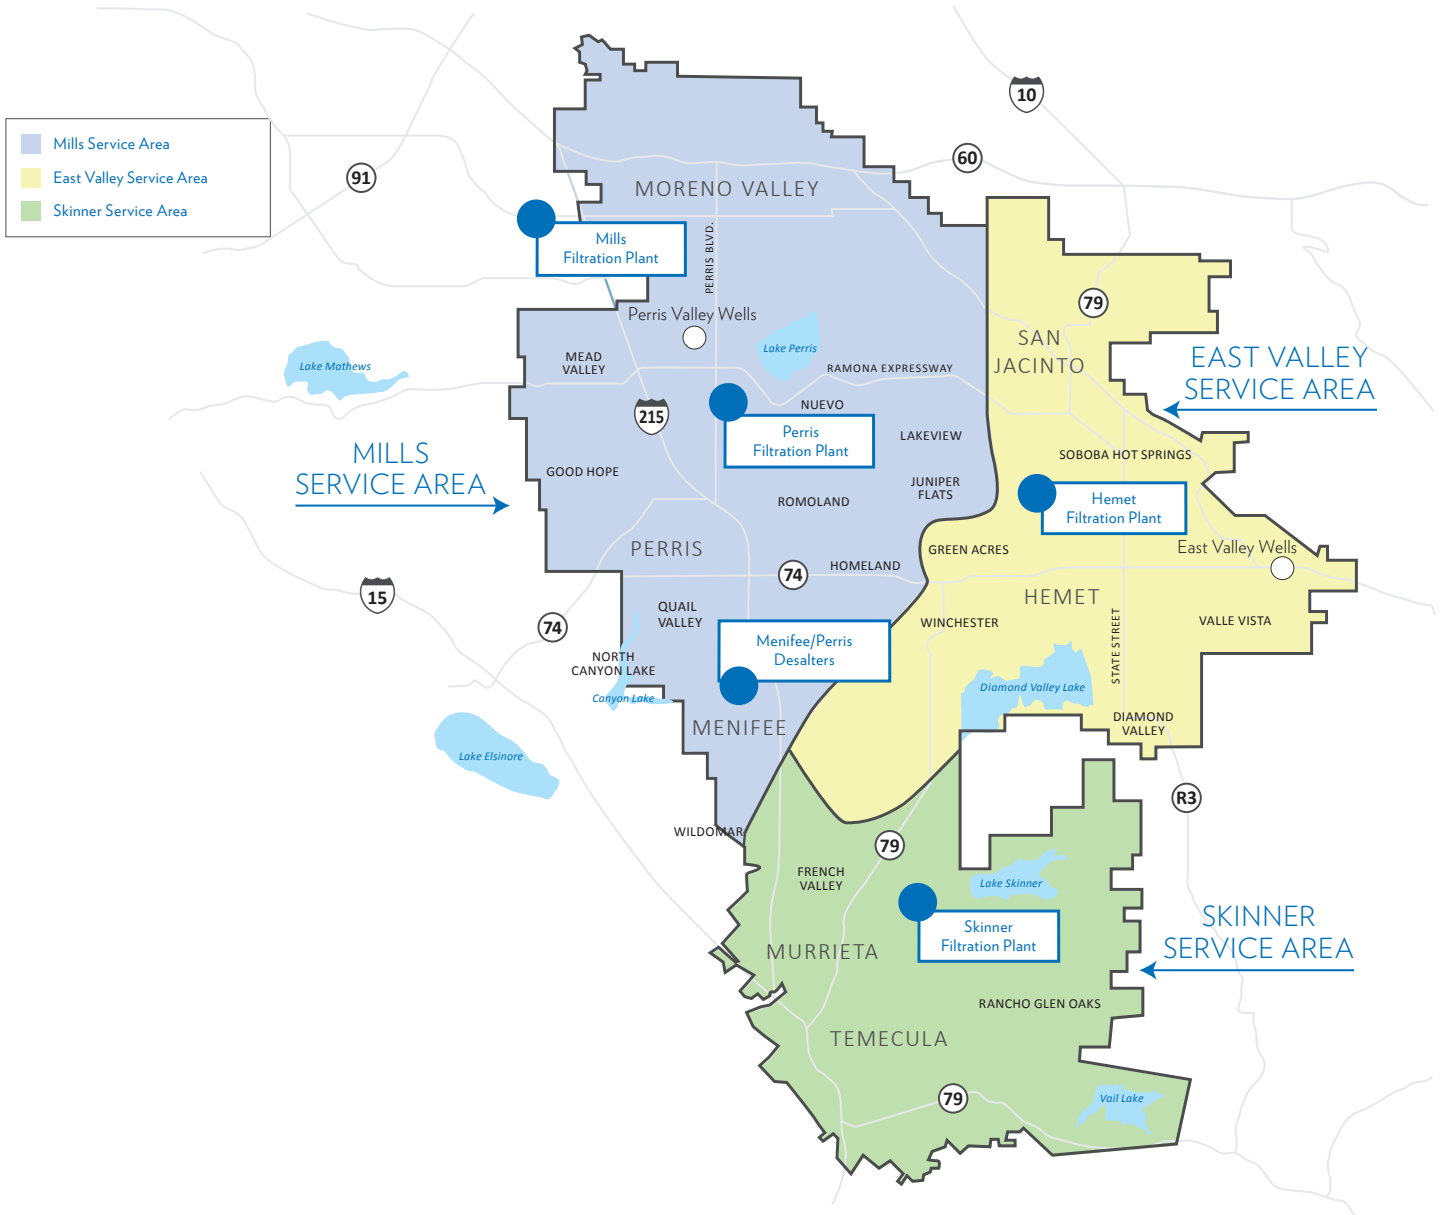 10
60
91
Mills Service Area
East Valley Service Area
Skinner Service Area
MORENO VALLEY
Mills
Filtration Plant
PERRIS BLVD.
79
Perris Valley Wells
SAN
JACINTO
Lake Perris
EAST VALLEY
SERVICE AREA
MEAD
VALLEY
Lake Mathews
RAMONA EXPRESSWAY
215
NUEVO
Perris
Filtration Plant
LAKEVIEW
MILLS
SERVICE AREA
SOBOBA HOT SPRINGS
GOOD HOPE
JUNIPER
FLATS
ROMOLAND
Hemet
Filtration Plant
PERRIS
GREEN ACRES
East Valley Wells
HOMELAND
74
15
HEMET
QUAIL
VALLEY
74
WINCHESTER
STATE STREET
VALLE VISTA
Menifee/Perris
Desalters
NORTH
CANYON LAKE
Canyon Lake
Diamond Valley Lake
MENIFEE
DIAMOND
VALLEY
Lake Elsinore
R3
WILDOMAR
79
FRENCH
VALLEY
Lake Skinner
Skinner
Filtration Plant
SKINNER
SERVICE AREA
MURRIETA
RANCHO GLEN OAKS
TEMECULA
79
Vail Lake